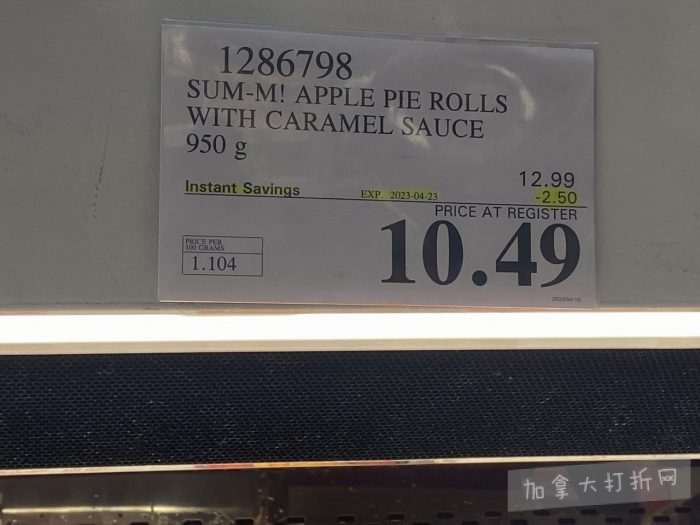 1286798
SUM-M! APPLE PIE ROLLS
WITH CARAMEL SAUCE
950 g
12.99
Instant Savings EXP. 2023-04-23 -2.50
PRICE AT REGISTER
PRICE PER
100 GRAMS
1.104
10.49
加拿大打折网